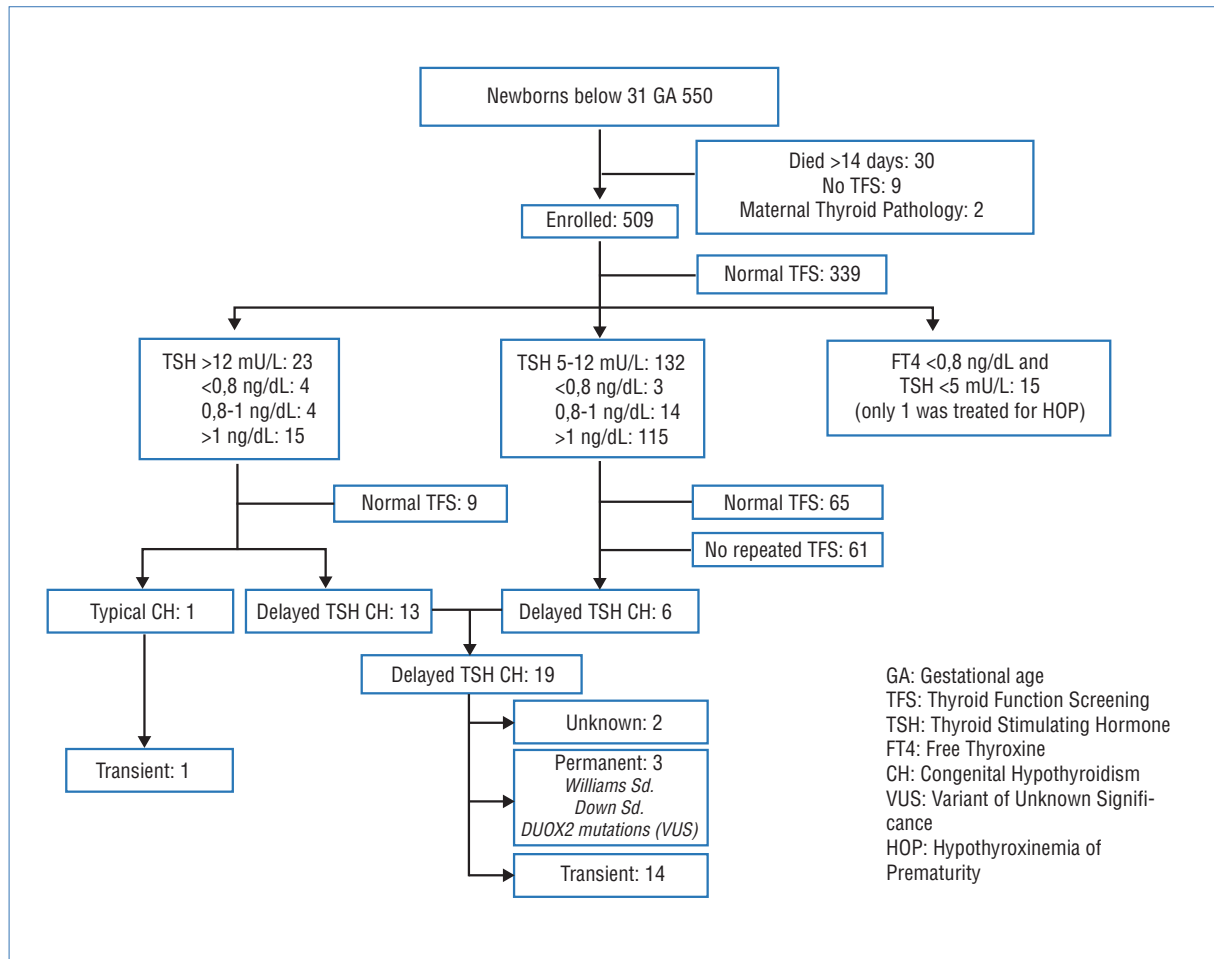 Newborns below 31 GA 550
Died >14 days: 30
No TFS: 9
Maternal Thyroid Pathology: 2
Enrolled: 509
Normal TFS: 339
TSH >12 mU/L: 23
<0,8 ng/dL: 4
0,8-1 ng/dL: 4
>1 ng/dL: 15
TSH 5-12 mU/L: 132
<0,8 ng/dL: 3
0,8-1 ng/dL: 14
>1 ng/dL: 115
FT4 <0,8 ng/dL and
TSH <5 mU/L: 15
(only 1 was treated for HOP)
Normal TFS: 9
Normal TFS: 65
No repeated TFS: 61
Typical CH: 1
Delayed TSH CH: 13
Delayed TSH CH: 6
Delayed TSH CH: 19
Unknown: 2
Transient: 1
Permanent: 3
Williams Sd.
Down Sd.
DUOX2 mutations (VUS)
Transient: 14
GA: Gestational age
TFS: Thyroid Function Screening
TSH: Thyroid Stimulating Hormone
FT4: Free Thyroxine
CH: Congenital Hypothyroidism
VUS: Variant of Unknown Signifi-
cance
HOP: Hypothyroxinemia of
Prematurity